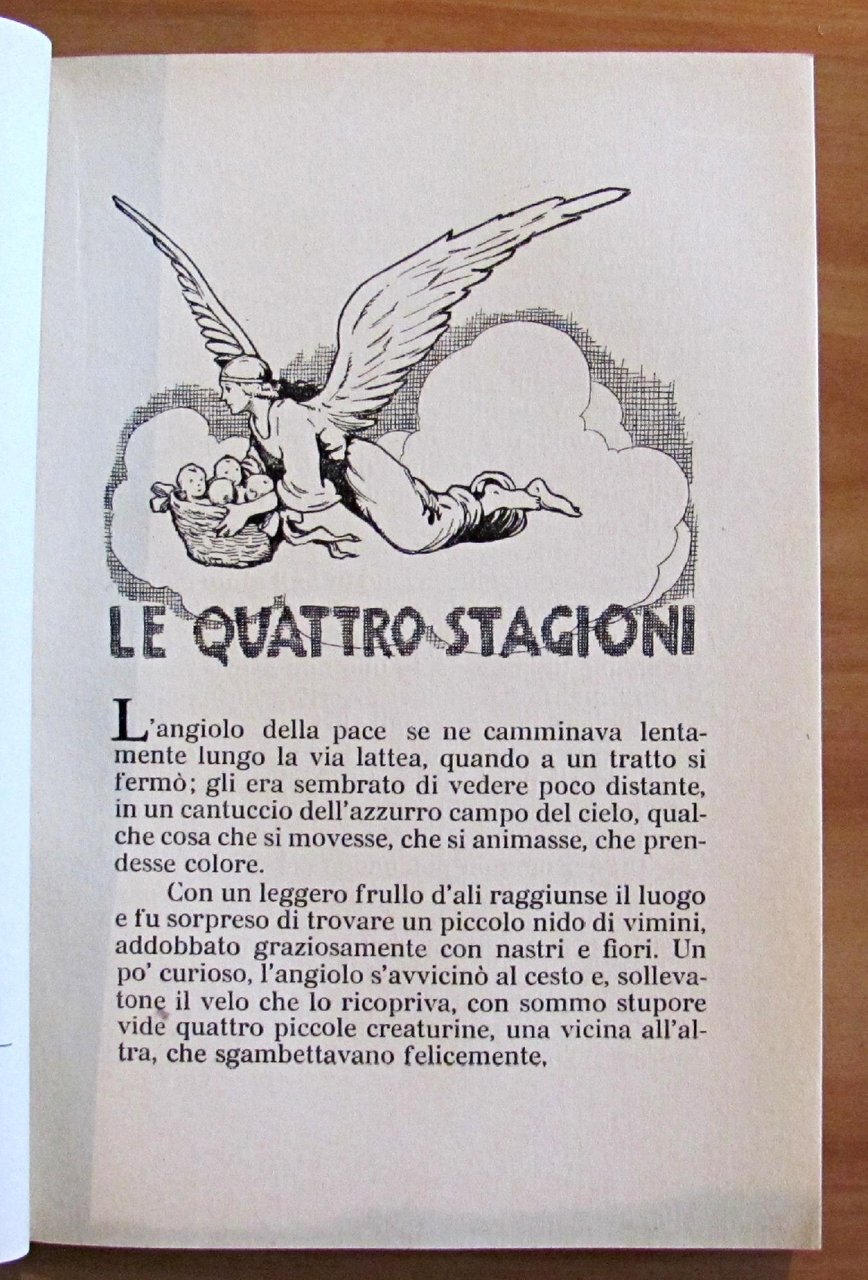 LE QUATTRO STAGIONI
L'angiolo della pace se ne camminava lenta-
mente lungo la via lattea, quando a un tratto si
fermò; gli era sembrato di vedere poco distante,
in un cantuccio dell'azzurro campo del cielo, qual-
che cosa che si movesse, che si animasse, che pren-
desse colore.
Con un leggero frullo d'ali raggiunse il luogo
e fu sorpreso di trovare un piccolo nido di vimini,
addobbato graziosamente con nastri e fiori. Un
po' curioso, l'angiolo s'avvicinò al cesto e, solleva-
tone il velo che lo ricopriva, con sommo stupore
vide quattro piccole creaturine, una vicina all'al-
tra, che sgambettavano felicemente.